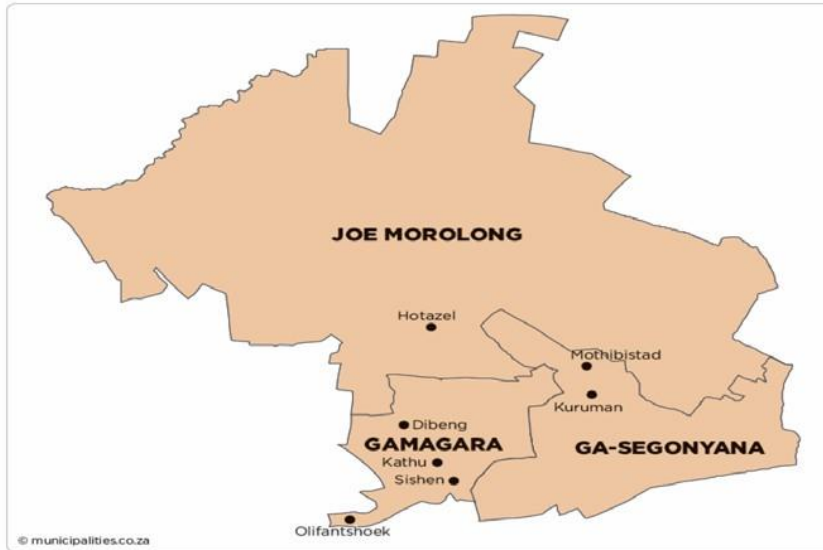 JOE MOROLONG
Hotazel
Mothibistad
Kuruman
Dibeng
GAMAGARA
GA-SEGONYANA
Kathu
Sishen
Olifantshoek
© municipalities.co.za